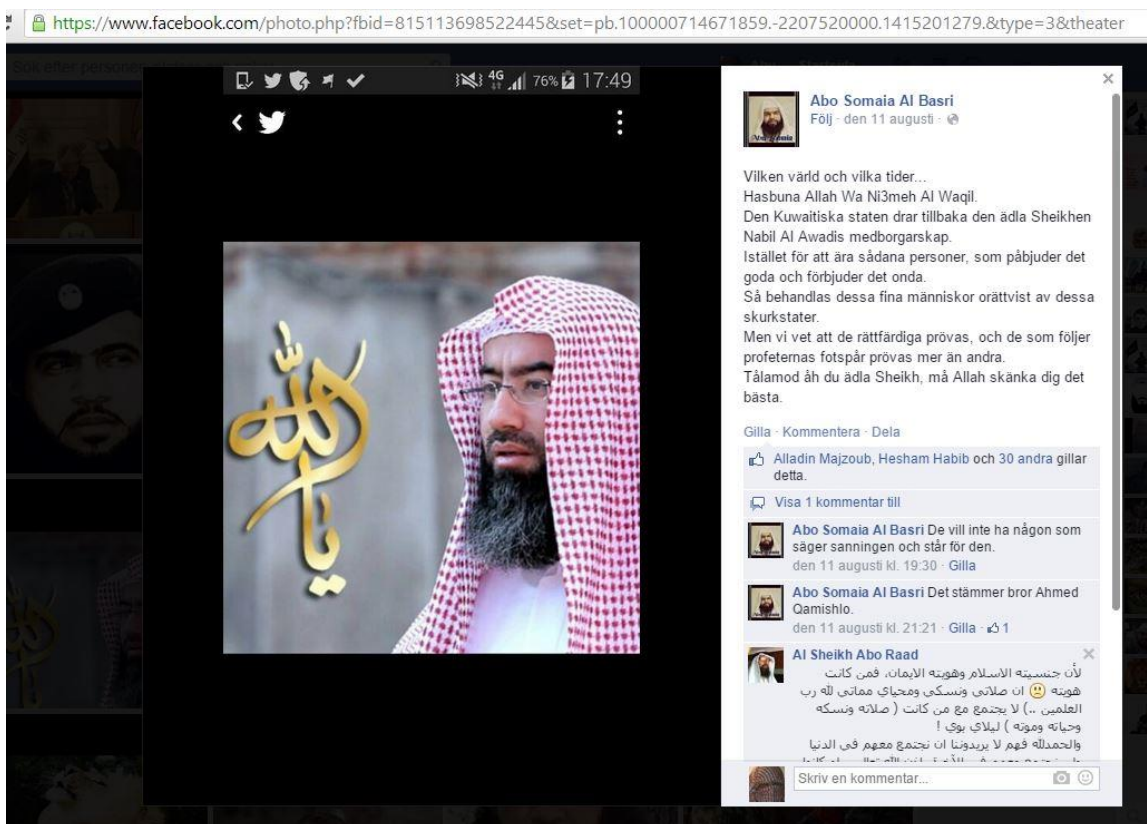 https://www.facebook.com/photo.php?fbid=815113698522445&set=pb.100000714671859.-2207520000.1415201279.&type=3&theater
Sök efter personer
4G 76% 17:49
يا الله
Abo Somaia Al Basri
Följ · den 11 augusti ·
Vilken värld och vilka tider...
Hasbuna Allah Wa Ni3meh Al Waqil.
Den Kuwaitiska staten drar tillbaka den ädla Sheikhen
Nabil Al Awadis medborgarskap.
Istället för att ära sådana personer, som påbjuder det
goda och förbjuder det onda.
Så behandlas dessa fina människor orättvist av dessa
skurkstater.
Men vi vet att de rättfärdiga prövas, och de som följer
profeternas fotspår prövas mer än andra.
Tålamod åh du ädla Sheikh, må Allah skänka dig det
bästa.
Gilla · Kommentera · Dela
Alladin Majzoub, Hesham Habib och 30 andra gillar
detta.
Visa 1 kommentar till
Abo Somaia Al Basri De vill inte ha någon som
säger sanningen och står för den.
den 11 augusti kl. 19:30 · Gilla
Abo Somaia Al Basri Det stämmer bror Ahmed
Qamishlo.
den 11 augusti kl. 21:21 · Gilla · 1
Al Sheikh Abo Raad
لأن جنسيته الاسلام وهويته الايمان، فمن كانت
هويته ان صلاتي ونسكي ومحياي مماتي لله رب
العلمين ..) لا يجتمع مع من كانت ( صلاته ونسكه
وحياته وموته ) ليلاي بوي !
والحمدلله فهم لا يريدوننا ان نجتمع معهم في الدنيا
Skriv en kommentar...